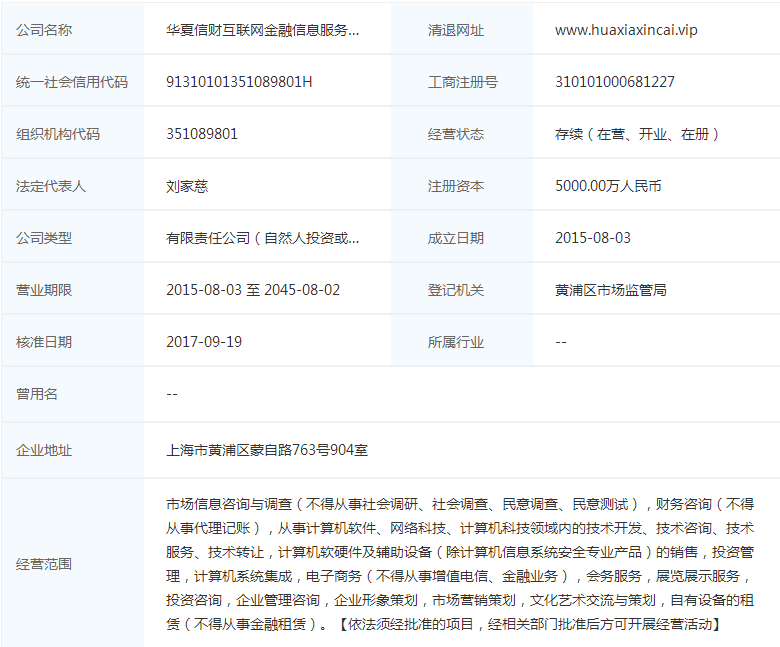 公司名称 华夏信财互联网金融信息服务... 清退网址 www.huaxiaxincai.vip
统一社会信用代码 91310101351089801H 工商注册号 310101000681227
组织机构代码 351089801 经营状态 存续（在营、开业、在册）
法定代表人 刘家慈 注册资本 5000.00万人民币
公司类型 有限责任公司（自然人投资或... 成立日期 2015-08-03
营业期限 2015-08-03 至 2045-08-02 登记机关 黄浦区市场监管局
核准日期 2017-09-19 所属行业 --
曾用名 --
企业地址 上海市黄浦区蒙自路763号904室
经营范围
市场信息咨询与调查（不得从事社会调研、社会调查、民意调查、民意测试），财务咨询（不得
从事代理记账），从事计算机软件、网络科技、计算机科技领域内的技术开发、技术咨询、技术
服务、技术转让，计算机软硬件及辅助设备（除计算机信息系统安全专业产品）的销售，投资管
理，计算机系统集成，电子商务（不得从事增值电信、金融业务），会务服务，展览展示服务，
投资咨询，企业管理咨询，企业形象策划，市场营销策划，文化艺术交流与策划，自有设备的租
赁（不得从事金融租赁）。【依法须经批准的项目，经相关部门批准后方可开展经营活动】